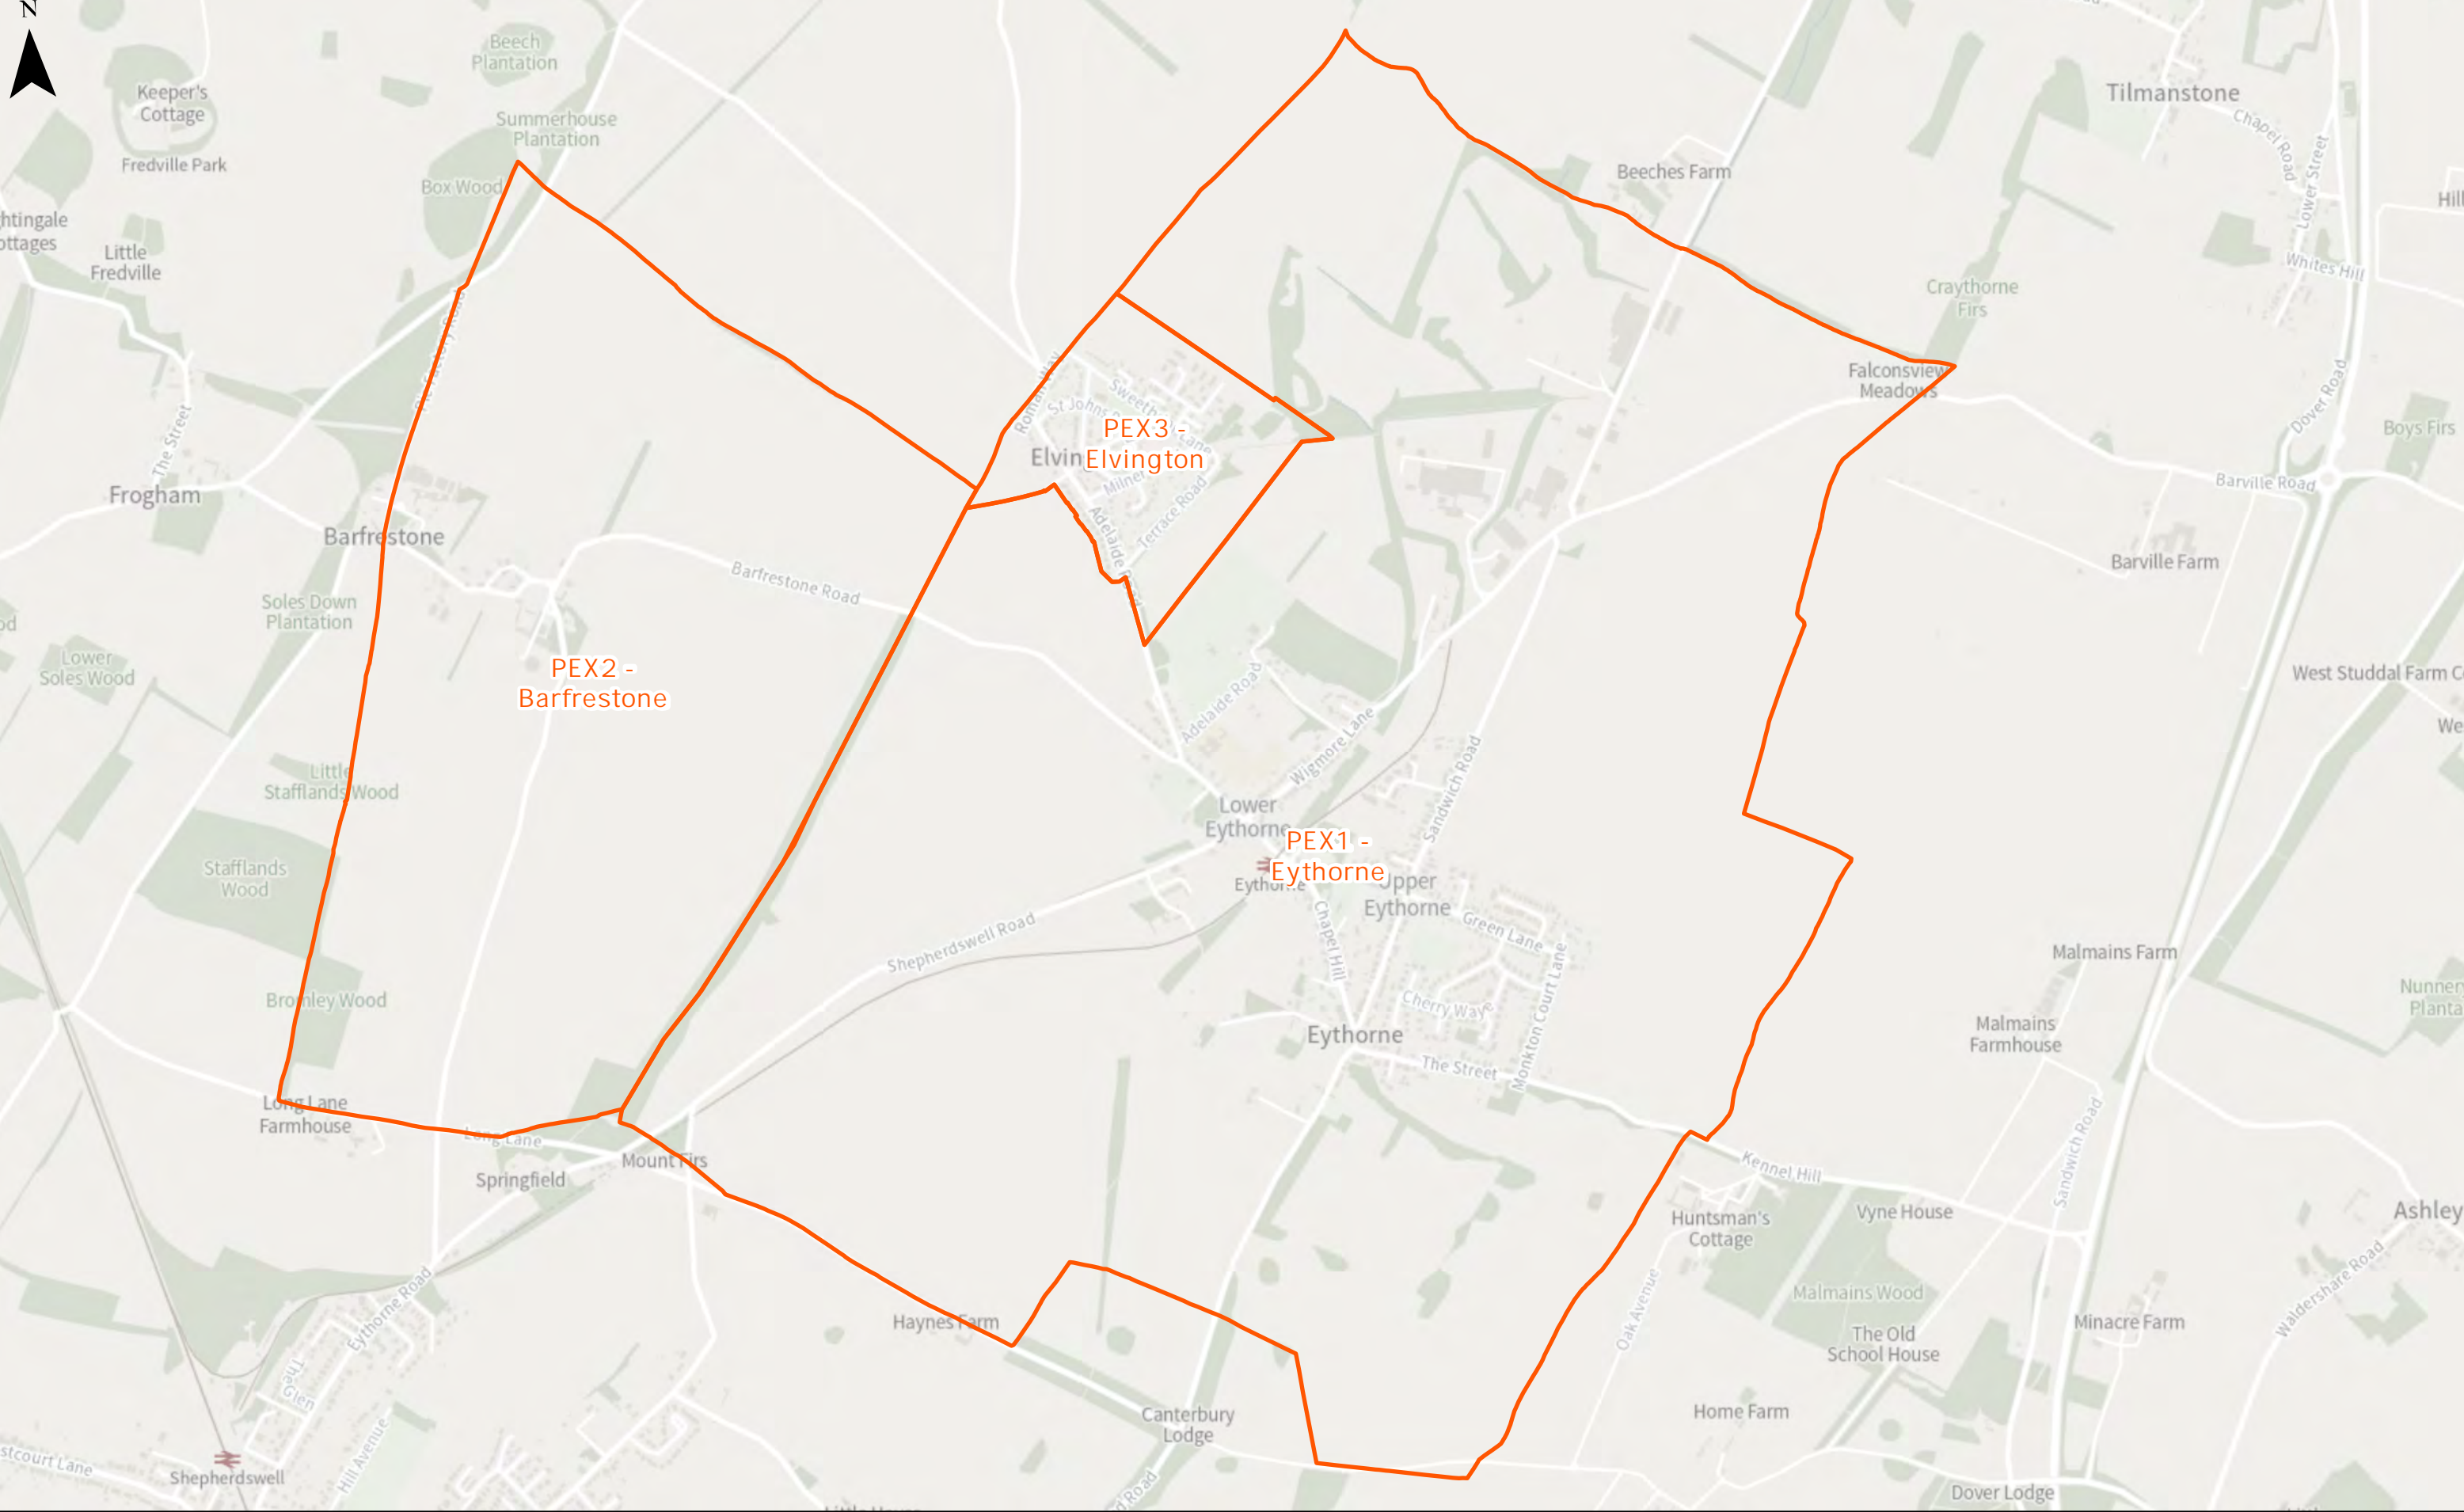 N
Beech
Plantation
Keeper's
Cottage
Tilmanstone
Summerhouse
Plantation
Chapel Road
Fredville Park
Beeches Farm
Lower Street
Box Wood
Little
Fredville
Whites Hill
Craythorne
Firs
Falconsview
Meadows
Dover Road
The Street
PEX3 -
Elvington
Boys Firs
Milner
Terrace Road
Adelaide Road
Barville Road
Frogham
Barfrestone
Barville Farm
Barfrestone Road
Soles Down
Plantation
Lower
Soles Wood
PEX2 -
Barfrestone
West Studdal Farm
Adelaide Road
Wigmore Lane
Sandwich Road
Little
Stafflands Wood
Lower
Eythorne
PEX1 -
Eythorne
Stafflands
Wood
Eythorne
Upper
Eythorne
Green Lane
Chapel Hill
Shepherdswell Road
Monkton Court Lane
Malmains Farm
Bromley Wood
Cherry Way
Eythorne
Malmains
Farmhouse
The Street
Long Lane
Farmhouse
Long Lane
Mount Firs
Springfield
Kennel Hill
Sandwich Road
Huntsman's
Cottage
Vyne House
Ashley
Waldershare Road
Malmains Wood
Oak Avenue
Haynes Farm
Minacre Farm
The Old
School House
Eythorne Road
The
Glen
Canterbury
Lodge
Home Farm
Hill Avenue
Shepherdswell
Dover Lodge